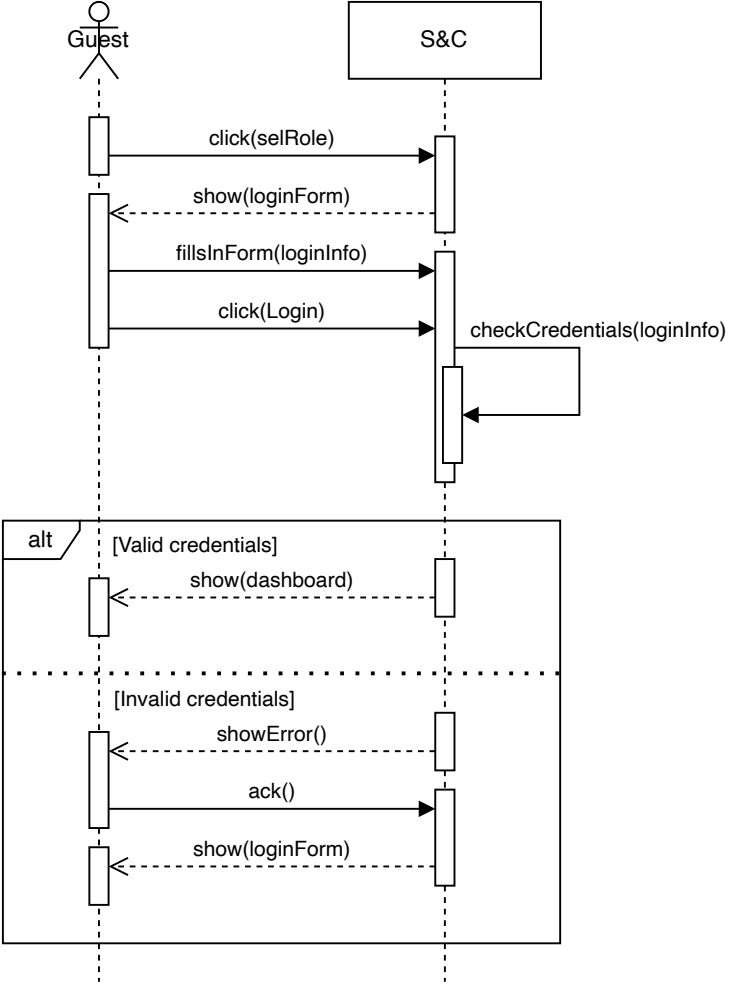 Guest
S&C
click(selRole)
show(loginForm)
fillsInForm(loginInfo)
click(Login)
checkCredentials(loginInfo)
alt
[Valid credentials]
show(dashboard)
[Invalid credentials]
showError()
ack()
show(loginForm)